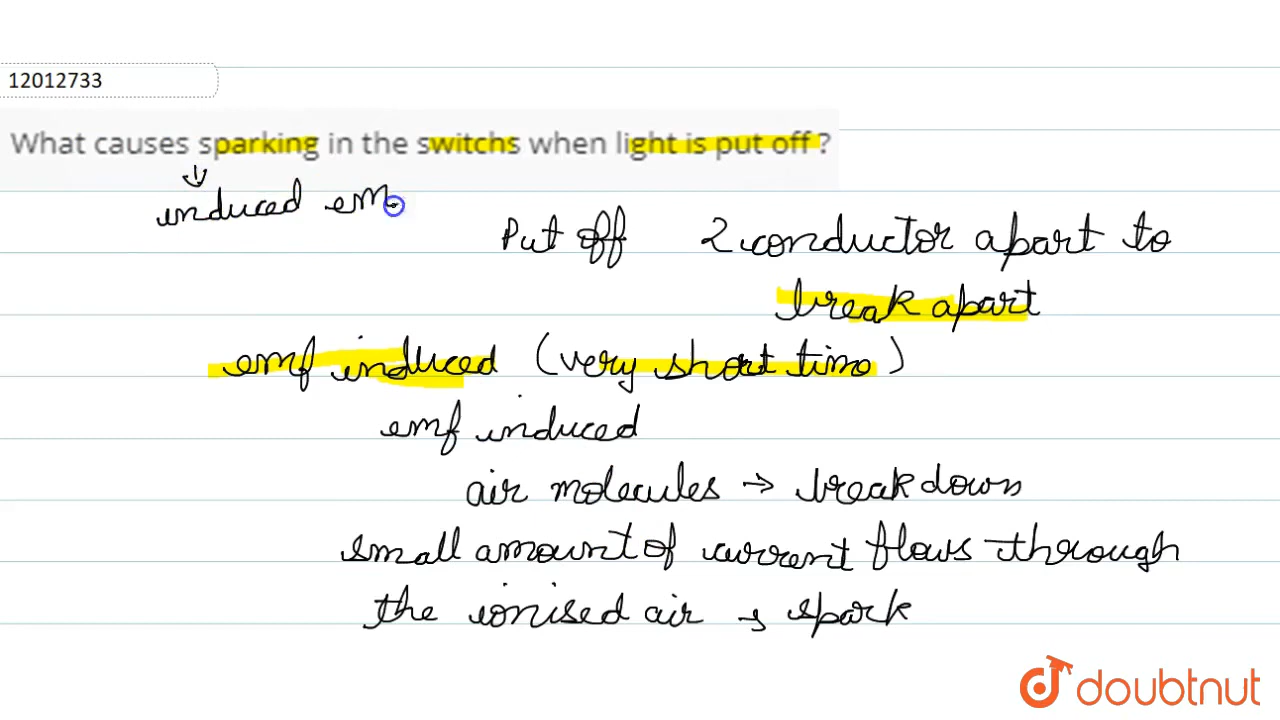 12012733
What causes sparking in the switchs when light is put off ?
induced em
Put off 2 conductor apart to
break apart
emf induced (very short time)
emf induced
air molecules → breakdown
small amount of current flows through
the ionised air → spark
doubtnut